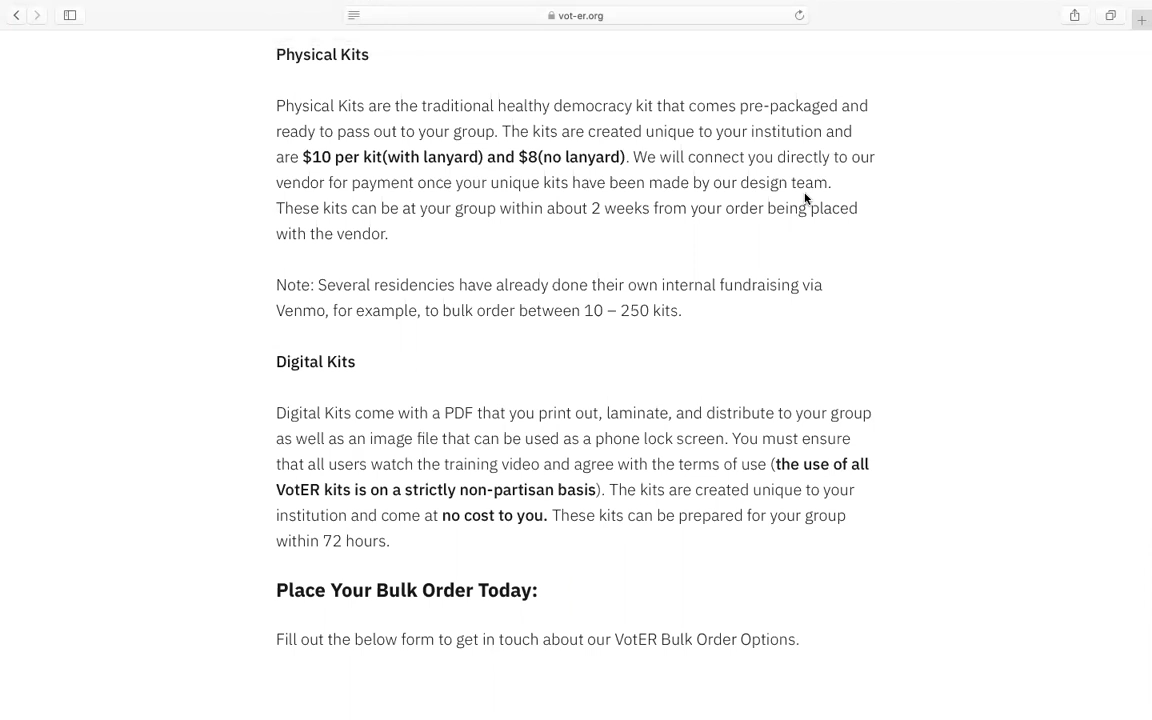 vot-er.org
Physical Kits
Physical Kits are the traditional healthy democracy kit that comes pre-packaged and
ready to pass out to your group. The kits are created unique to your institution and
are $10 per kit(with lanyard) and $8(no lanyard). We will connect you directly to our
vendor for payment once your unique kits have been made by our design team.
These kits can be at your group within about 2 weeks from your order being placed
with the vendor.
Note: Several residencies have already done their own internal fundraising via
Venmo, for example, to bulk order between 10 – 250 kits.
Digital Kits
Digital Kits come with a PDF that you print out, laminate, and distribute to your group
as well as an image file that can be used as a phone lock screen. You must ensure
that all users watch the training video and agree with the terms of use (the use of all
VotER kits is on a strictly non-partisan basis). The kits are created unique to your
institution and come at no cost to you. These kits can be prepared for your group
within 72 hours.
Place Your Bulk Order Today:
Fill out the below form to get in touch about our VotER Bulk Order Options.